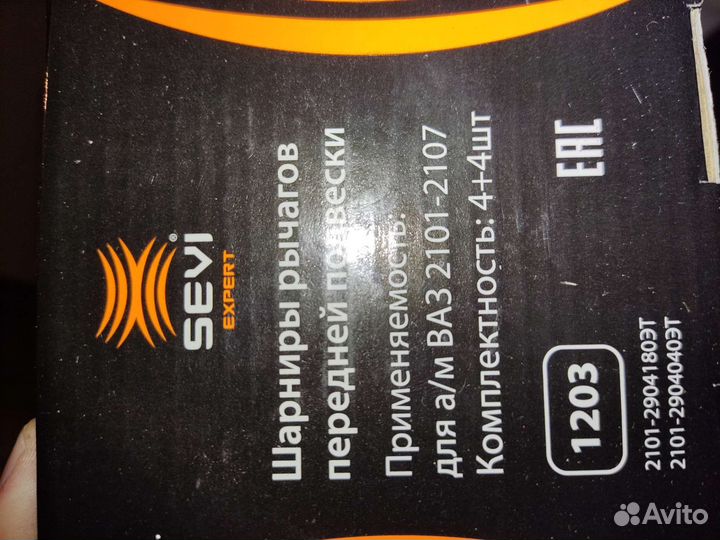 SEVI®
EXPERT
Шарниры рычагов
передней подвески
Применяемость:
для а/м ВАЗ 2101-2107
Комплектность: 4+4шт
1203
EAC
2101-2904180ЭТ
2101-2904040ЭТ
Avito